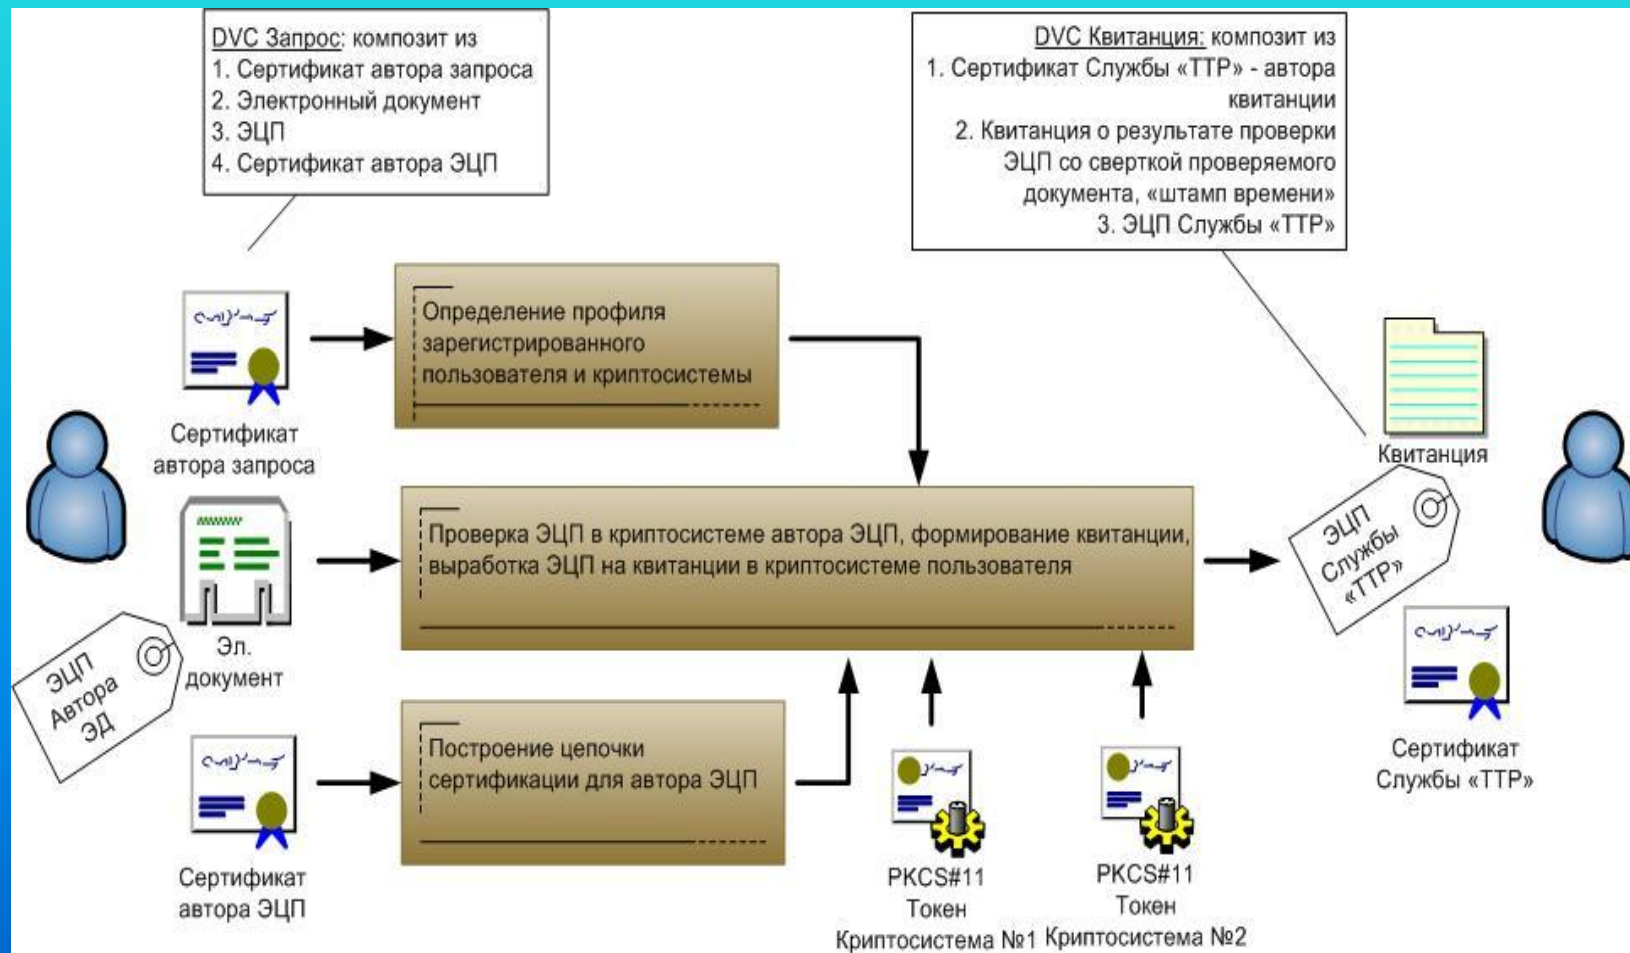 DVC Запрос: композит из
1. Сертификат автора запроса
2. Электронный документ
3. ЭЦП
4. Сертификат автора ЭЦП
DVC Квитанция: композит из
1. Сертификат Службы «ТТР» - автора
квитанции
2. Квитанция о результате проверки
ЭЦП со сверткой проверяемого
документа, «штамп времени»
3. ЭЦП Службы «ТТР»
Сертификат
автора запроса
Определение профиля
зарегистрированного
пользователя и криптосистемы
Квитанция
ЭЦП
Автора
ЭД
Эл.
документ
Проверка ЭЦП в криптосистеме автора ЭЦП, формирование квитанции,
выработка ЭЦП на квитанции в криптосистеме пользователя
ЭЦП
Службы
«ТТР»
Сертификат
автора ЭЦП
Построение цепочки
сертификации для автора ЭЦП
PKCS#11
Токен
Криптосистема №1
PKCS#11
Токен
Криптосистема №2
Сертификат
Службы «ТТР»